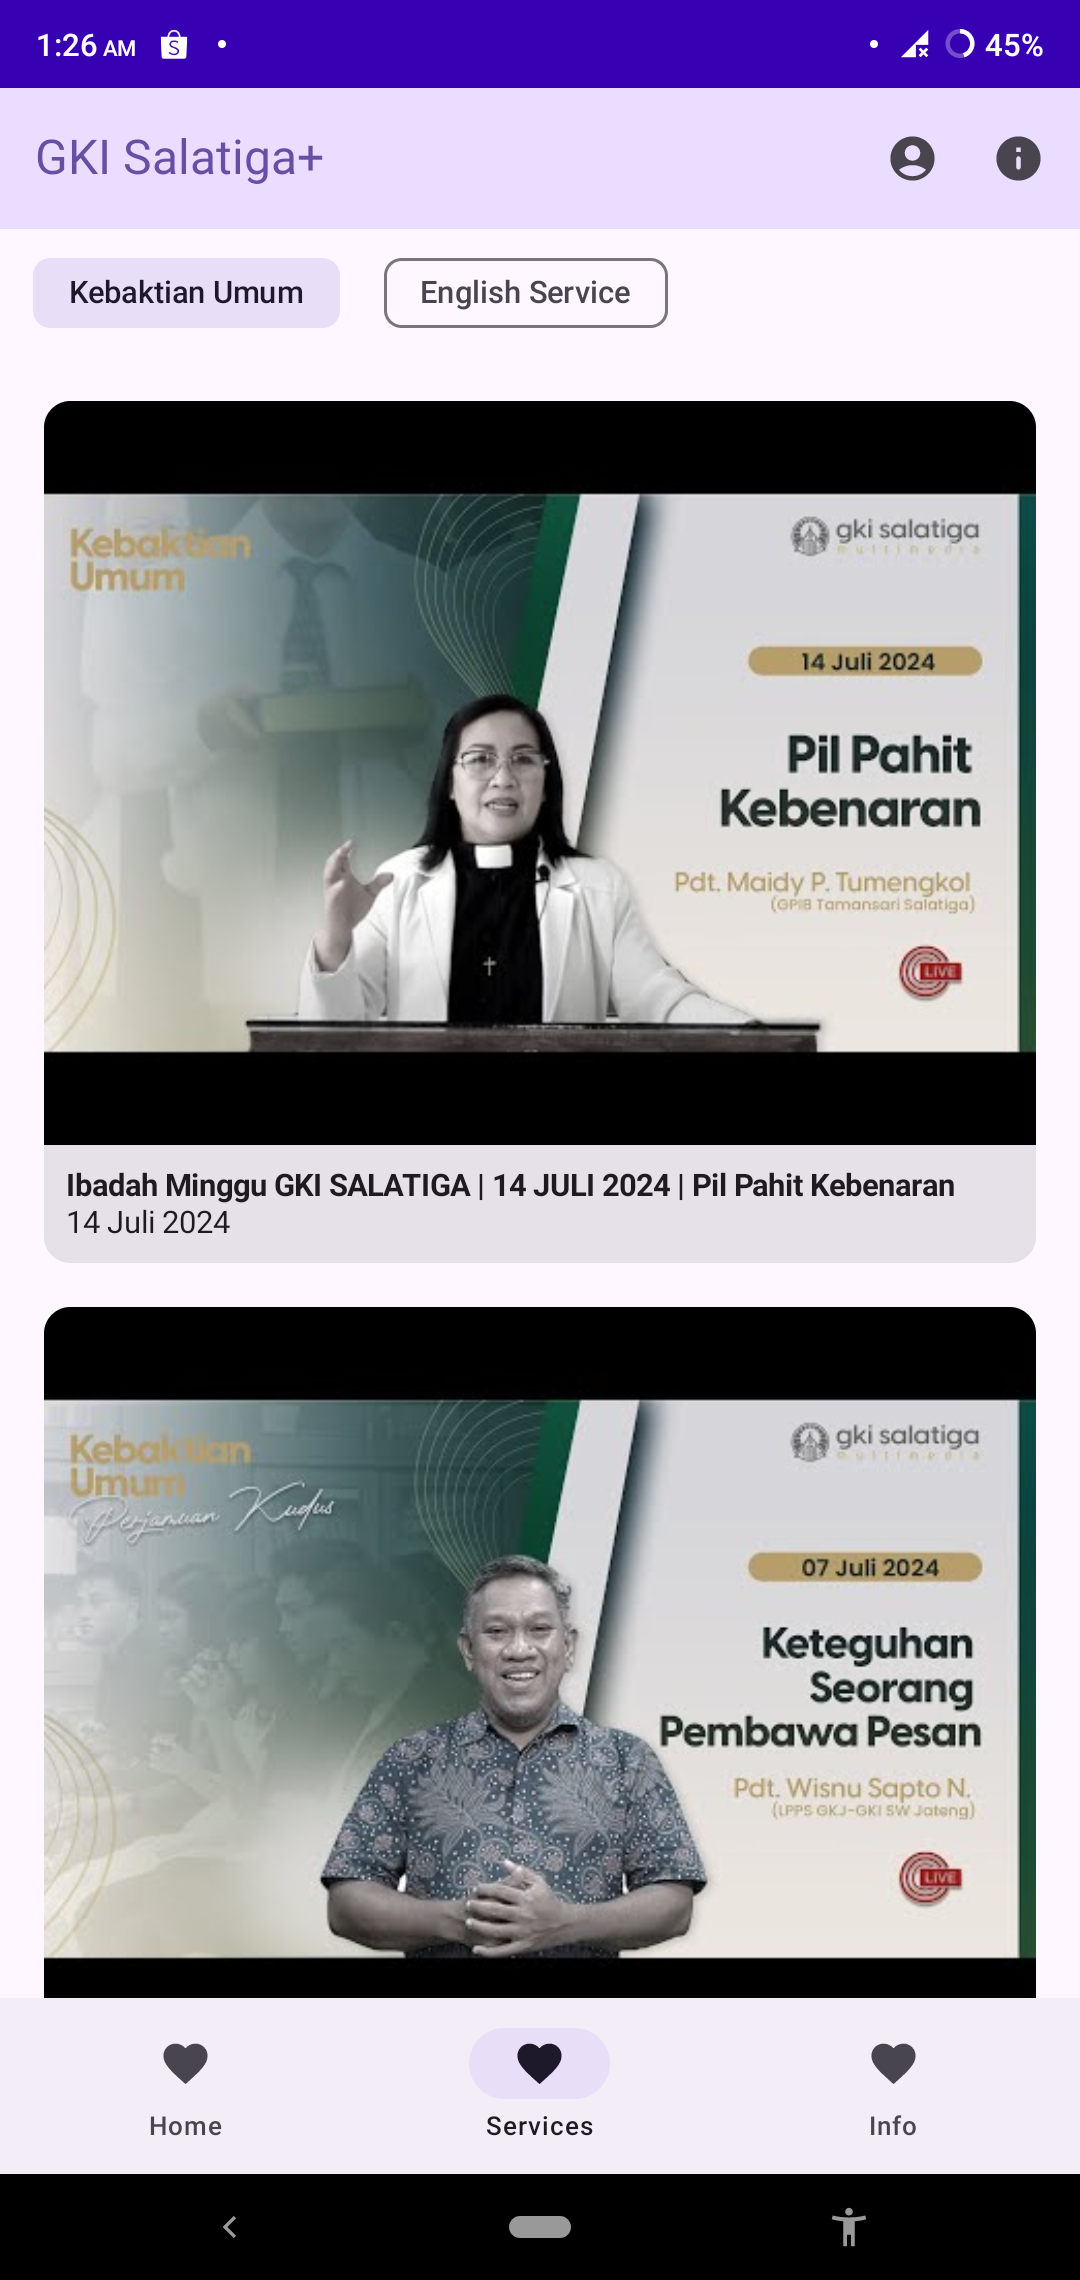 1:26 AM
45%
GKI Salatiga+
Kebaktian Umum
English Service
Kebaktian
Umum
gki salatiga
multimedia
14 Juli 2024
Pil Pahit
Kebenaran
Pdt. Maidy P. Tumengkol
(GPIB Tamansari Salatiga)
LIVE
Ibadah Minggu GKI SALATIGA | 14 JULI 2024 | Pil Pahit Kebenaran
14 Juli 2024
Kebaktian
Umum
Perjamuan Kudus
gki salatiga
multimedia
07 Juli 2024
Keteguhan
Seorang
Pembawa Pesan
Pdt. Wisnu Sapto N.
(LPPS GKJ-GKI SW Jateng)
LIVE
Home
Services
Info